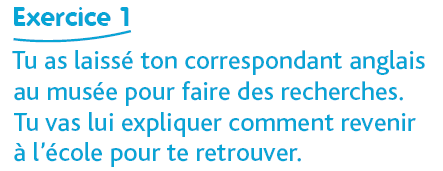 Exercice 1
Tu as laissé ton correspondant anglais
au musée pour faire des recherches.
Tu vas lui expliquer comment revenir
à l'école pour te retrouver.